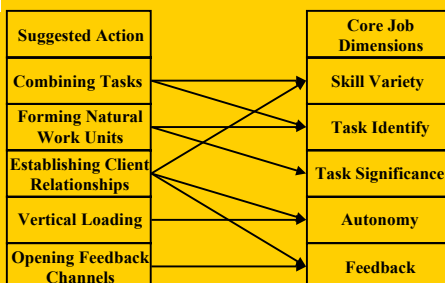 Suggested Action
Combining Tasks
Forming Natural
Work Units
Establishing Client
Relationships
Vertical Loading
Opening Feedback
Channels
Core Job
Dimensions
Skill Variety
Task Identify
Task Significance
Autonomy
Feedback